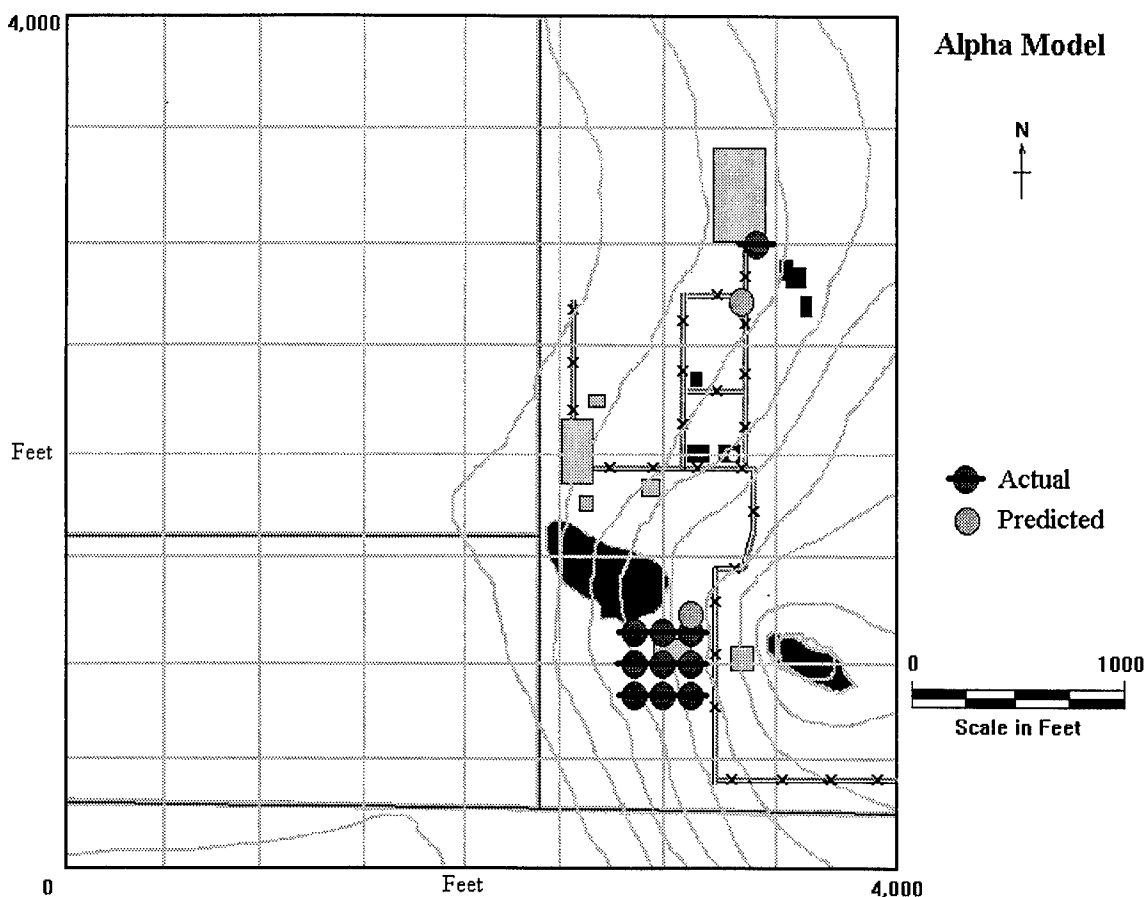 4,000
Alpha Model
N
Feet
Actual
Predicted
0 1000
Scale in Feet
0
Feet
4,000